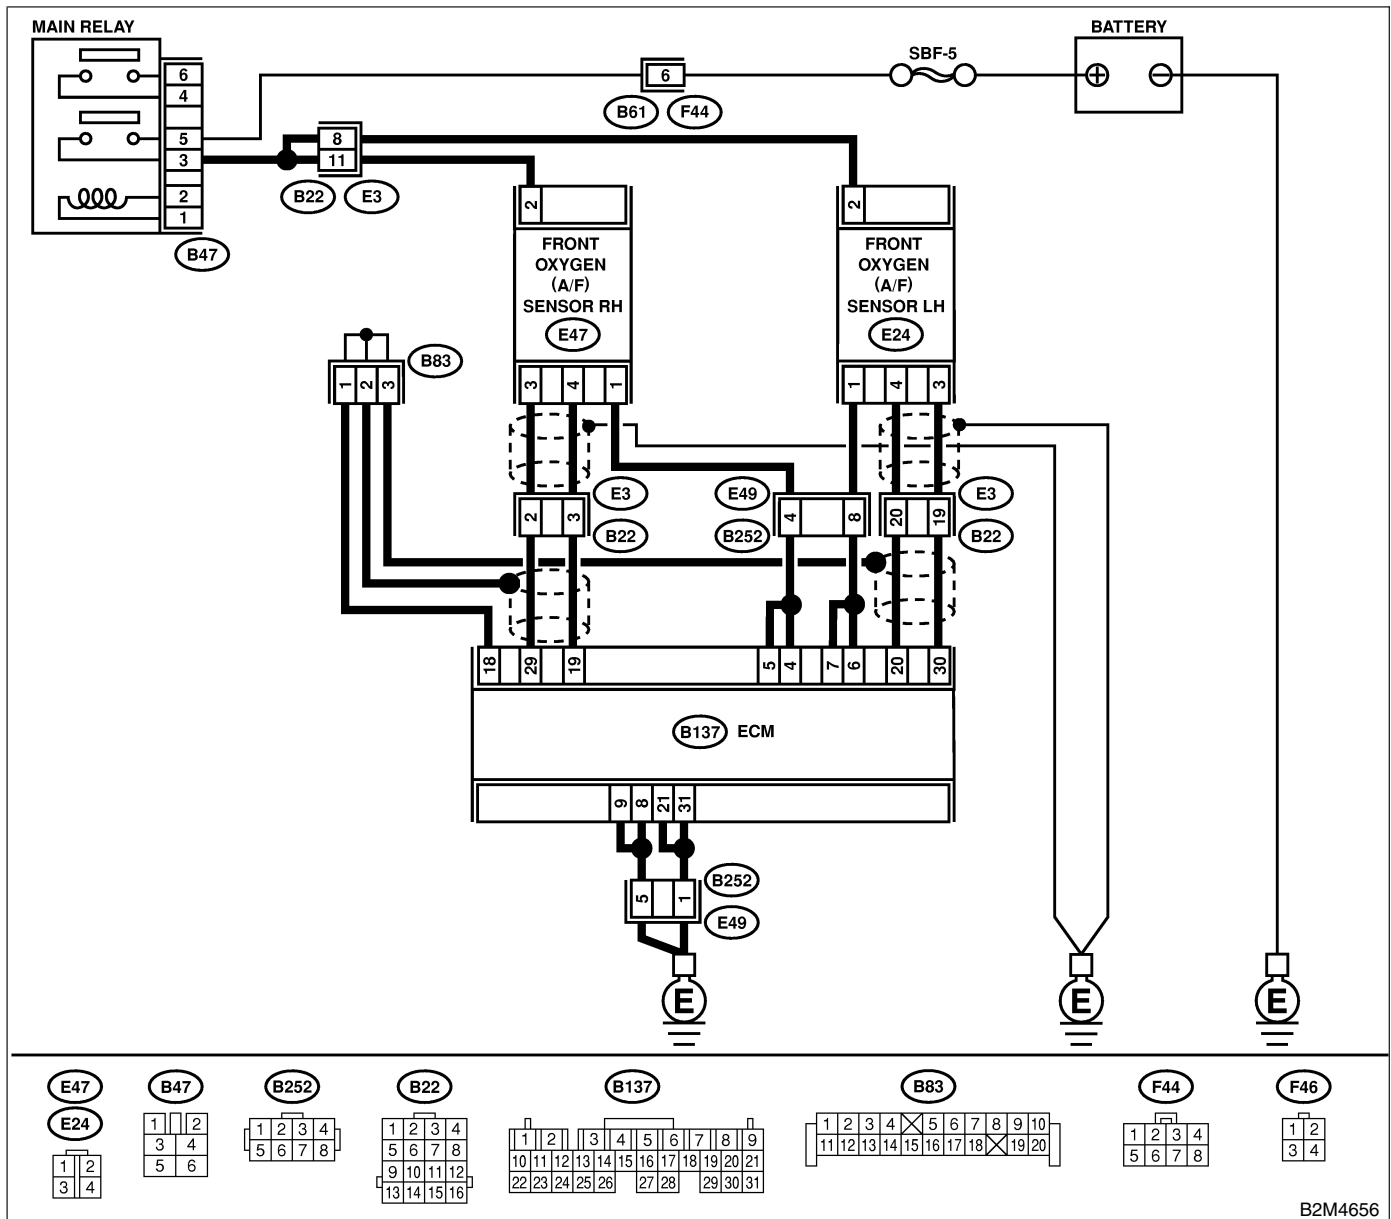 MAIN RELAY
BATTERY
SBF-5
6
4
5
3
2
1
B47
6
B61 F44
8
11
B22 E3
2
FRONT
OXYGEN
(A/F)
SENSOR RH
E47
3 4 1
2
FRONT
OXYGEN
(A/F)
SENSOR LH
E24
1 4 3
B83
1 2 3
2 3
E3
B22
E49
B252
4 8
20 19
E3
B22
18 29 19 5 4 7 6 20 30
B137 ECM
9 8 21 31
B252
5 1
E49
E E E
E47 B47 B252 B22 B137 B83 F44 F46
E24
1 2
3 4
1 2
3 4
5 6
1 2 3 4
5 6 7 8
1 2 3 4
5 6 7 8
9 10 11 12
13 14 15 16
1 2 3 4 5 6 7 8 9
10 11 12 13 14 15 16 17 18 19 20 21
22 23 24 25 26 27 28 29 30 31
1 2 3 4 5 6 7 8 9 10
11 12 13 14 15 16 17 18 19 20
1 2 3 4
5 6 7 8
1 2
3 4
B2M4656